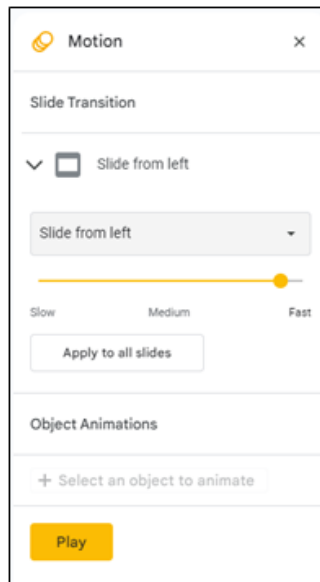 Motion
Slide Transition
Slide from left
Slide from left
Slow Medium Fast
Apply to all slides
Object Animations
+ Select an object to animate
Play